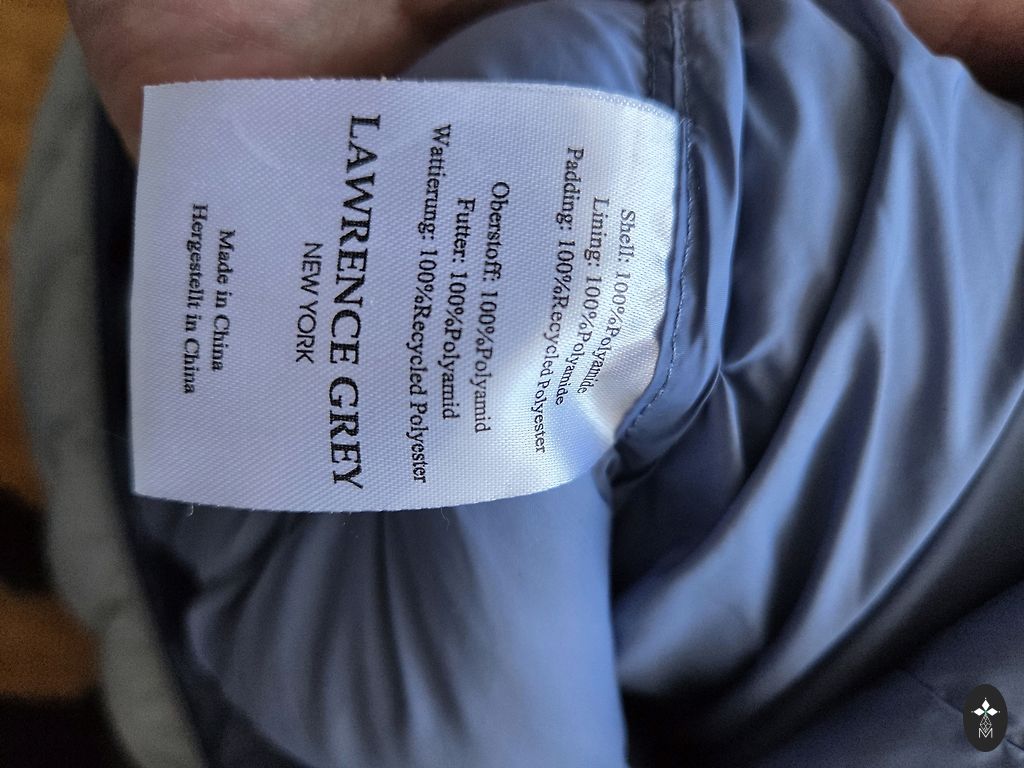 Shell: 100%Polyamide
Lining: 100%Polyamide
Padding: 100%Recycled Polyester
Oberstoff: 100%Polyamid
Futter: 100%Polyamid
Wattierung: 100%Recycled Polyester
LAWRENCE GREY
NEW YORK
Made in China
Hergestellt in China
M